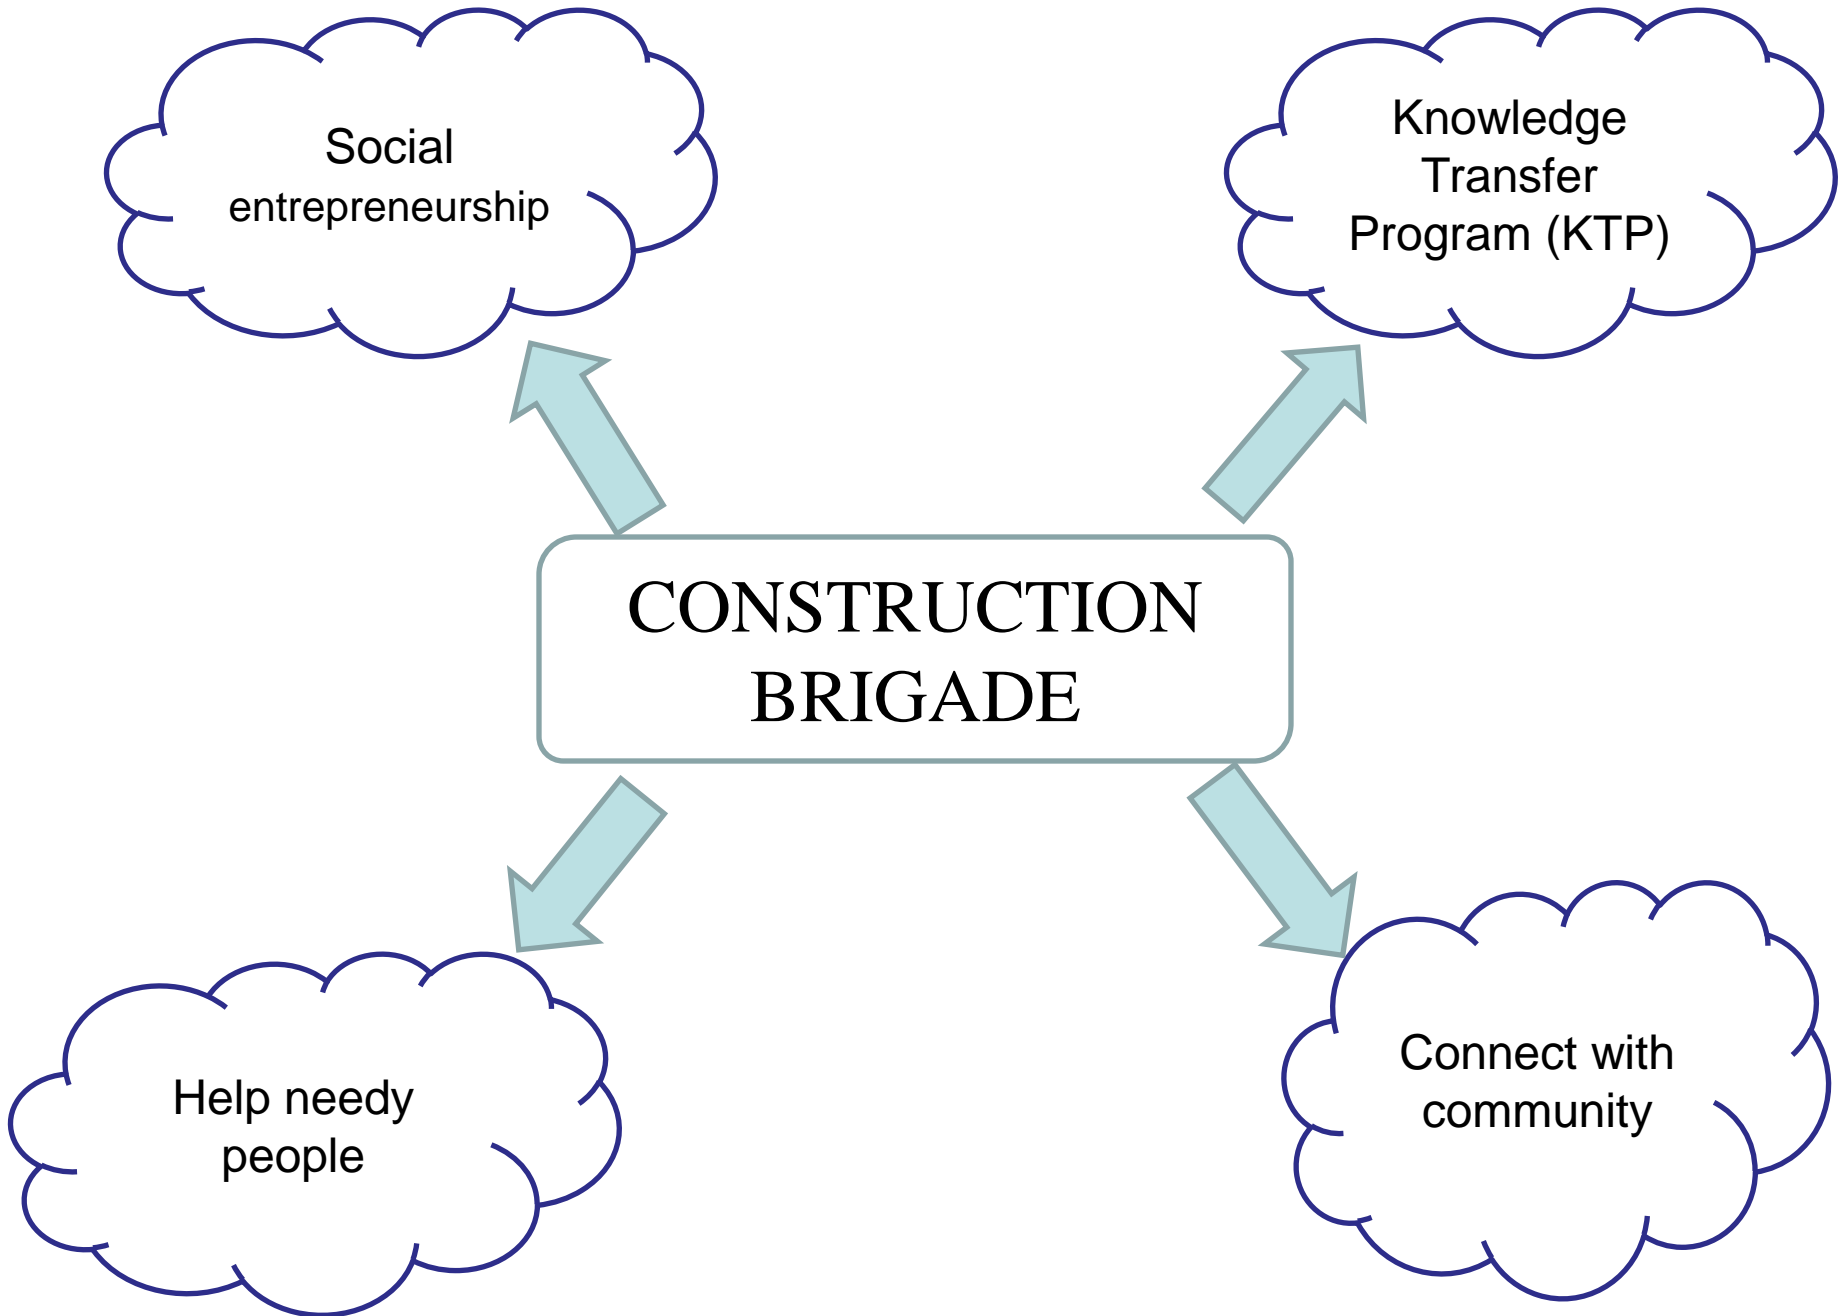 Social
entrepreneurship
Knowledge
Transfer
Program (KTP)
CONSTRUCTION
BRIGADE
Help needy
people
Connect with
community